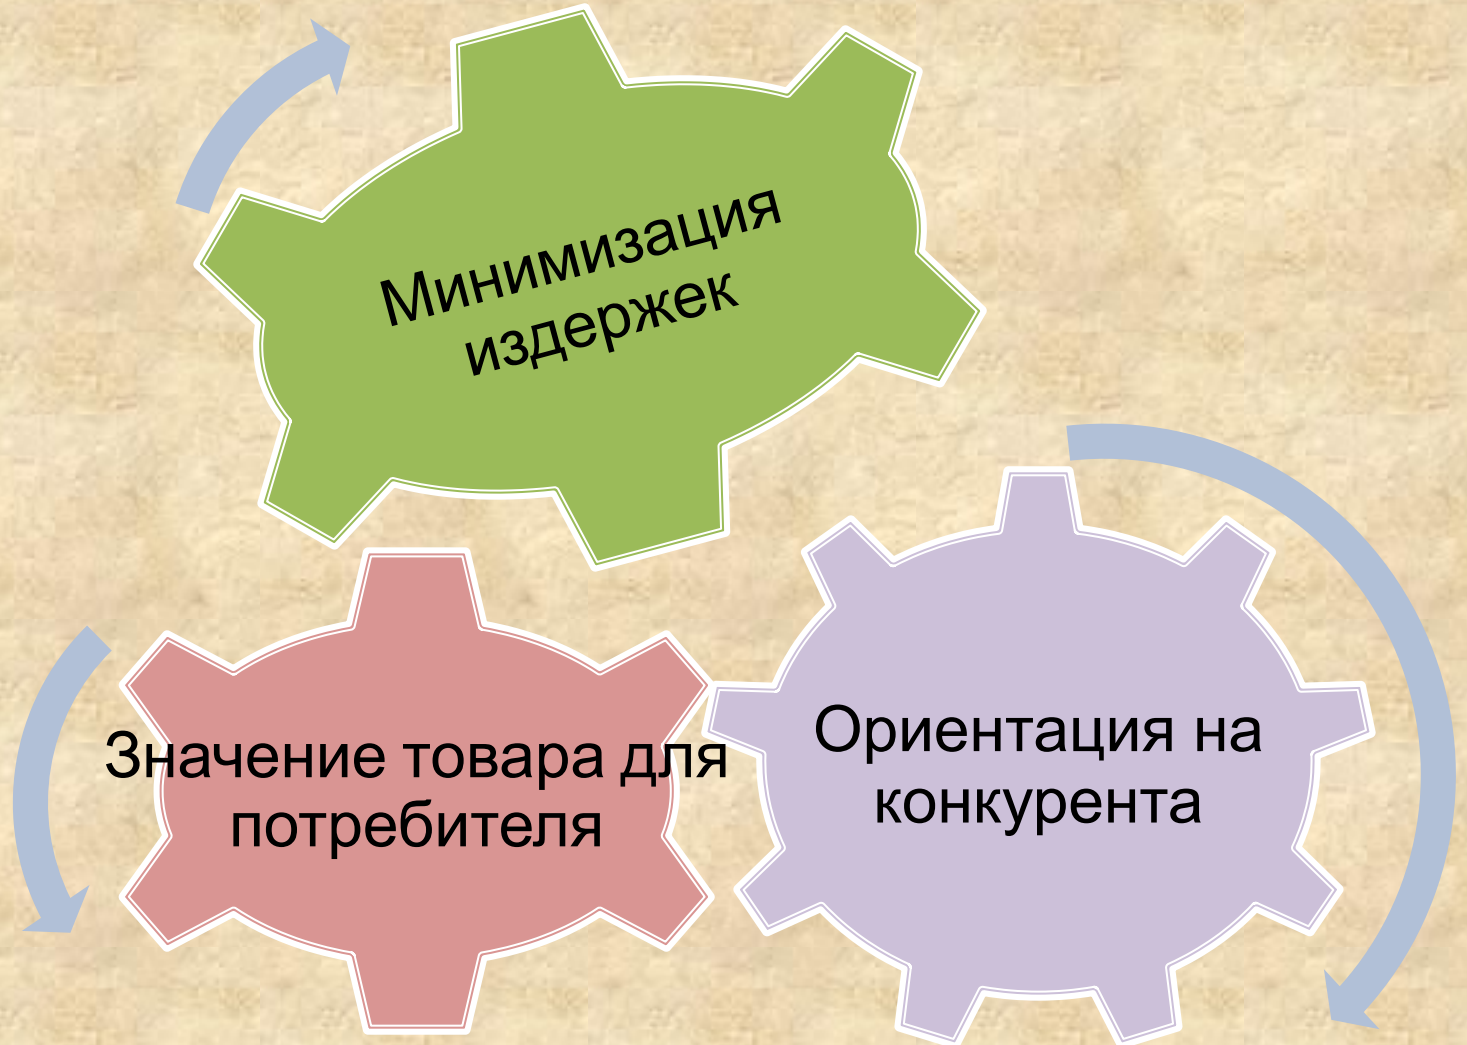 Минимизация
издержек
Значение товара для
потребителя
Ориентация на
конкурента